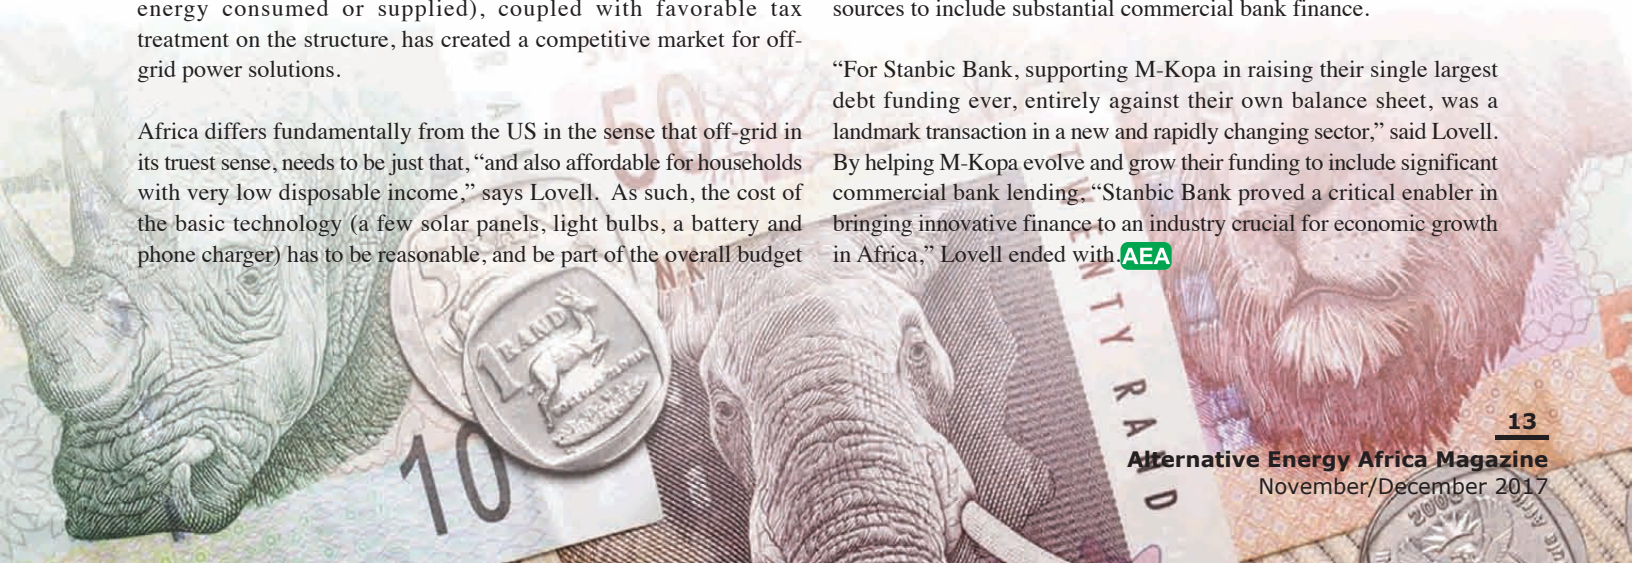 energy consumed or supplied), coupled with favorable tax
treatment on the structure, has created a competitive market for off-
grid power solutions.
Africa differs fundamentally from the US in the sense that off-grid in
its truest sense, needs to be just that, “and also affordable for households
with very low disposable income,” says Lovell. As such, the cost of
the basic technology (a few solar panels, light bulbs, a battery and
phone charger) has to be reasonable, and be part of the overall budget
sources to include substantial commercial bank finance.
“For Stanbic Bank, supporting M-Kopa in raising their single largest
debt funding ever, entirely against their own balance sheet, was a
landmark transaction in a new and rapidly changing sector,” said Lovell.
By helping M-Kopa evolve and grow their funding to include significant
commercial bank lending, “Stanbic Bank proved a critical enabler in
bringing innovative finance to an industry crucial for economic growth
in Africa,” Lovell ended with. AEA
50
1 RAND
10
TWENTY RAND
2009
13
Alternative Energy Africa Magazine
November/December 2017